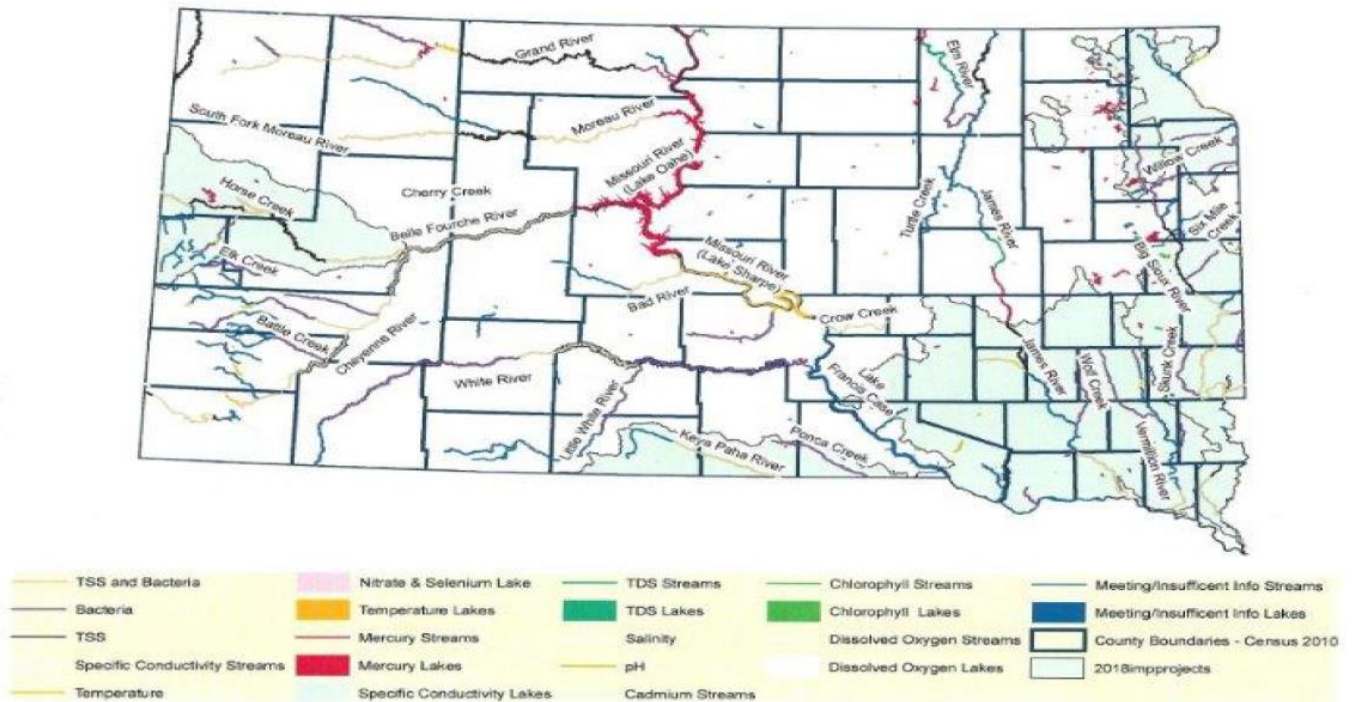 Grand River
Elm River
South Fork Moreau River
Moreau River
Missouri River
(Lake Oahe)
Willow Creek
Horse Creek
Cherry Creek
Belle Fourche River
Turtle Creek
James River
Six Mile
Creek
Elk Creek
Missouri River
(Lake Sharpe)
Big Sioux River
Bad River
Crow Creek
Battle Creek
Cheyenne River
White River
Little White River
Lake
Francis Case
James River
Wolf Creek
Skunk Creek
Keya Paha River
Ponca Creek
Vermillion River
TSS and Bacteria
Bacteria
TSS
Specific Conductivity Streams
Temperature
Nitrate & Selenium Lake
Temperature Lakes
Mercury Streams
Mercury Lakes
Specific Conductivity Lakes
TDS Streams
TDS Lakes
Salinity
pH
Cadmium Streams
Chlorophyll Streams
Chlorophyll Lakes
Dissolved Oxygen Streams
Dissolved Oxygen Lakes
Meeting/Insufficent Info Streams
Meeting/Insufficent Info Lakes
County Boundaries - Census 2010
2018impprojects